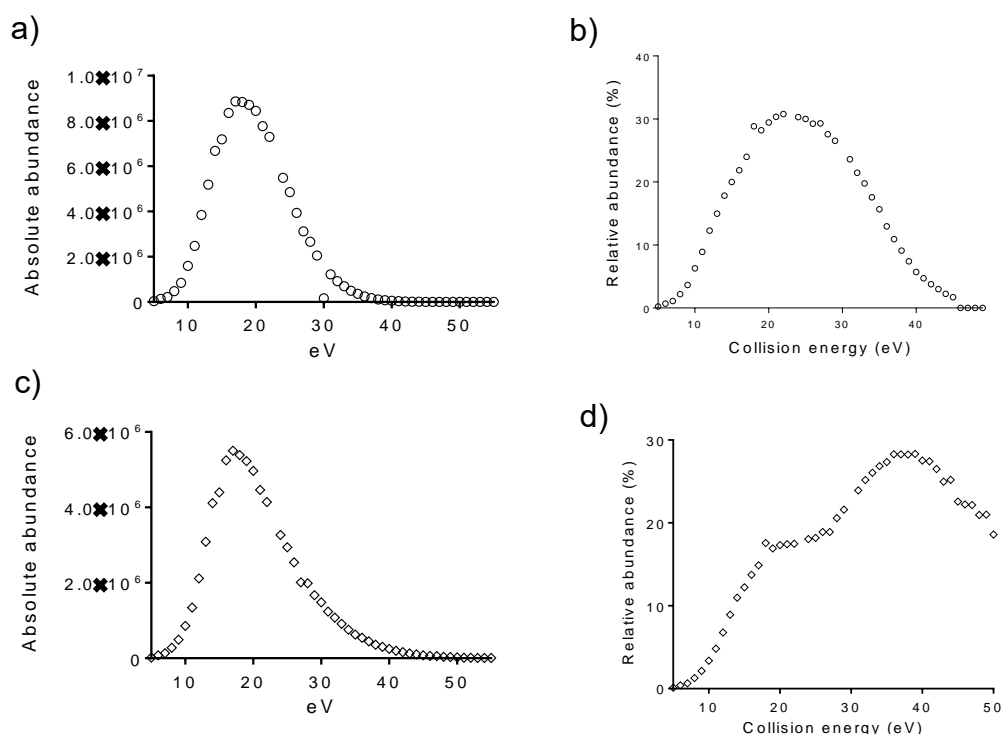 a)
Absolute abundance
1.0✖10⁷
8.0✖10⁶
6.0✖10⁶
4.0✖10⁶
2.0✖10⁶
0
10 20 30 40 50
eV
b)
Relative abundance (%)
40
30
20
10
0
10 20 30 40
Collision energy (eV)
c)
Absolute abundance
6.0✖10⁶
4.0✖10⁶
2.0✖10⁶
0
10 20 30 40 50
eV
d)
Relative abundance (%)
30
20
10
0
10 20 30 40 50
Collision energy (eV)